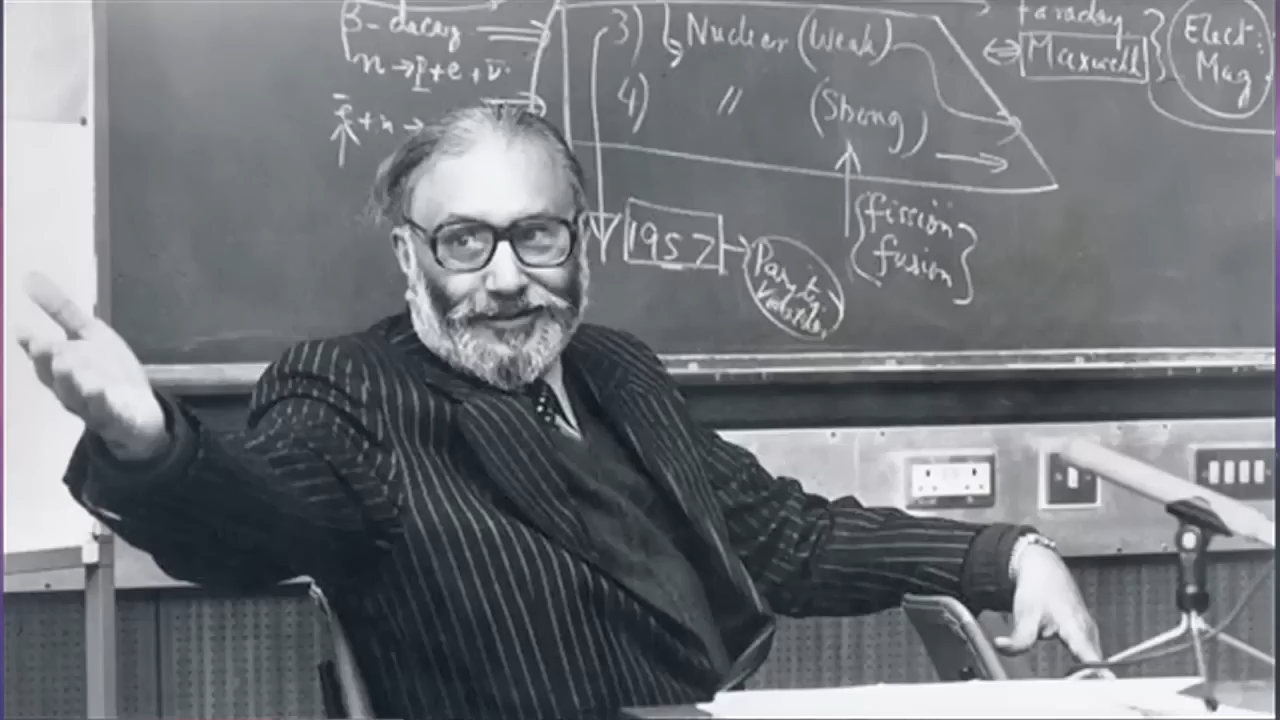 β-decay
n → p + e + ν̄
+ n →
3) Nuclear (Weak)
4) " (Strong)
1957
Parity
{fission
fusion}
Faraday
Maxwell
Elect:
Mag.